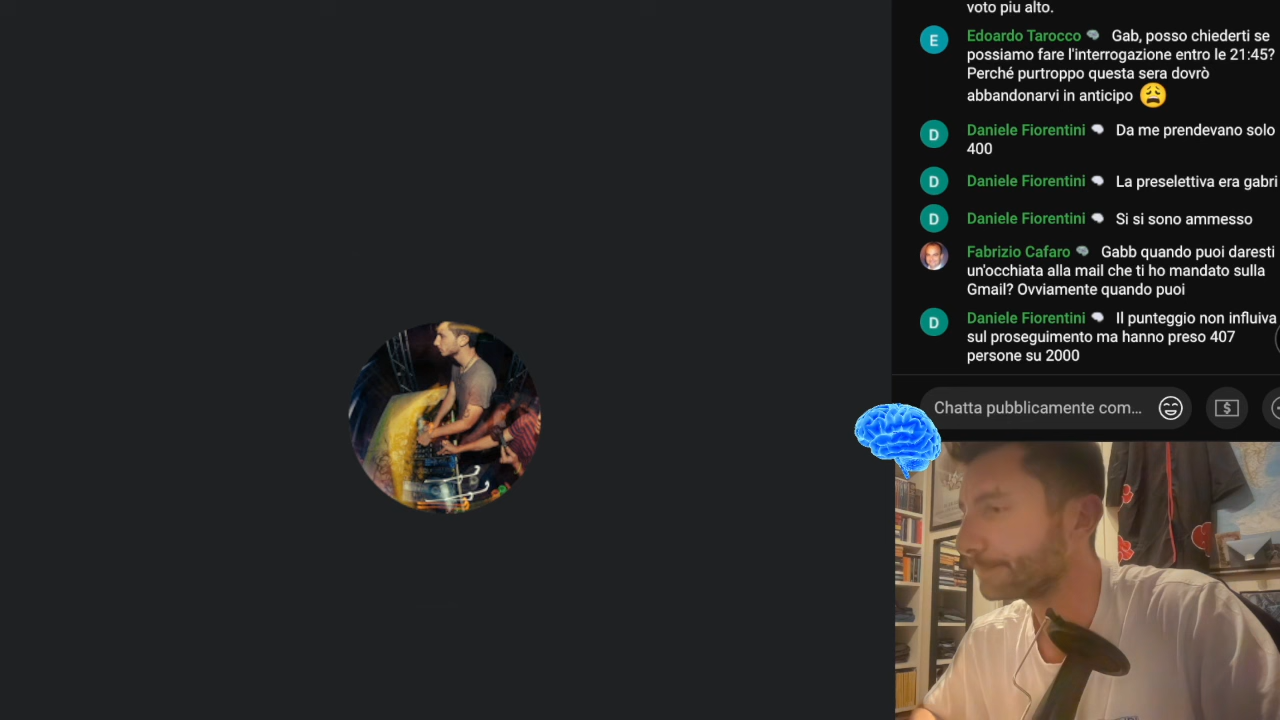 voto piu alto.
Edoardo Tarocco Gab, posso chiederti se
possiamo fare l'interrogazione entro le 21:45?
Perché purtroppo questa sera dovrò
abbandonarvi in anticipo
E
Daniele Fiorentini Da me prendevano solo
400
D
Daniele Fiorentini La preselettiva era gabri
D
Daniele Fiorentini Si si sono ammesso
D
Fabrizio Cafaro Gabb quando puoi daresti
un'occhiata alla mail che ti ho mandato sulla
Gmail? Ovviamente quando puoi
Daniele Fiorentini Il punteggio non influiva
sul proseguimento ma hanno preso 407
persone su 2000
D
Chatta pubblicamente com...
$